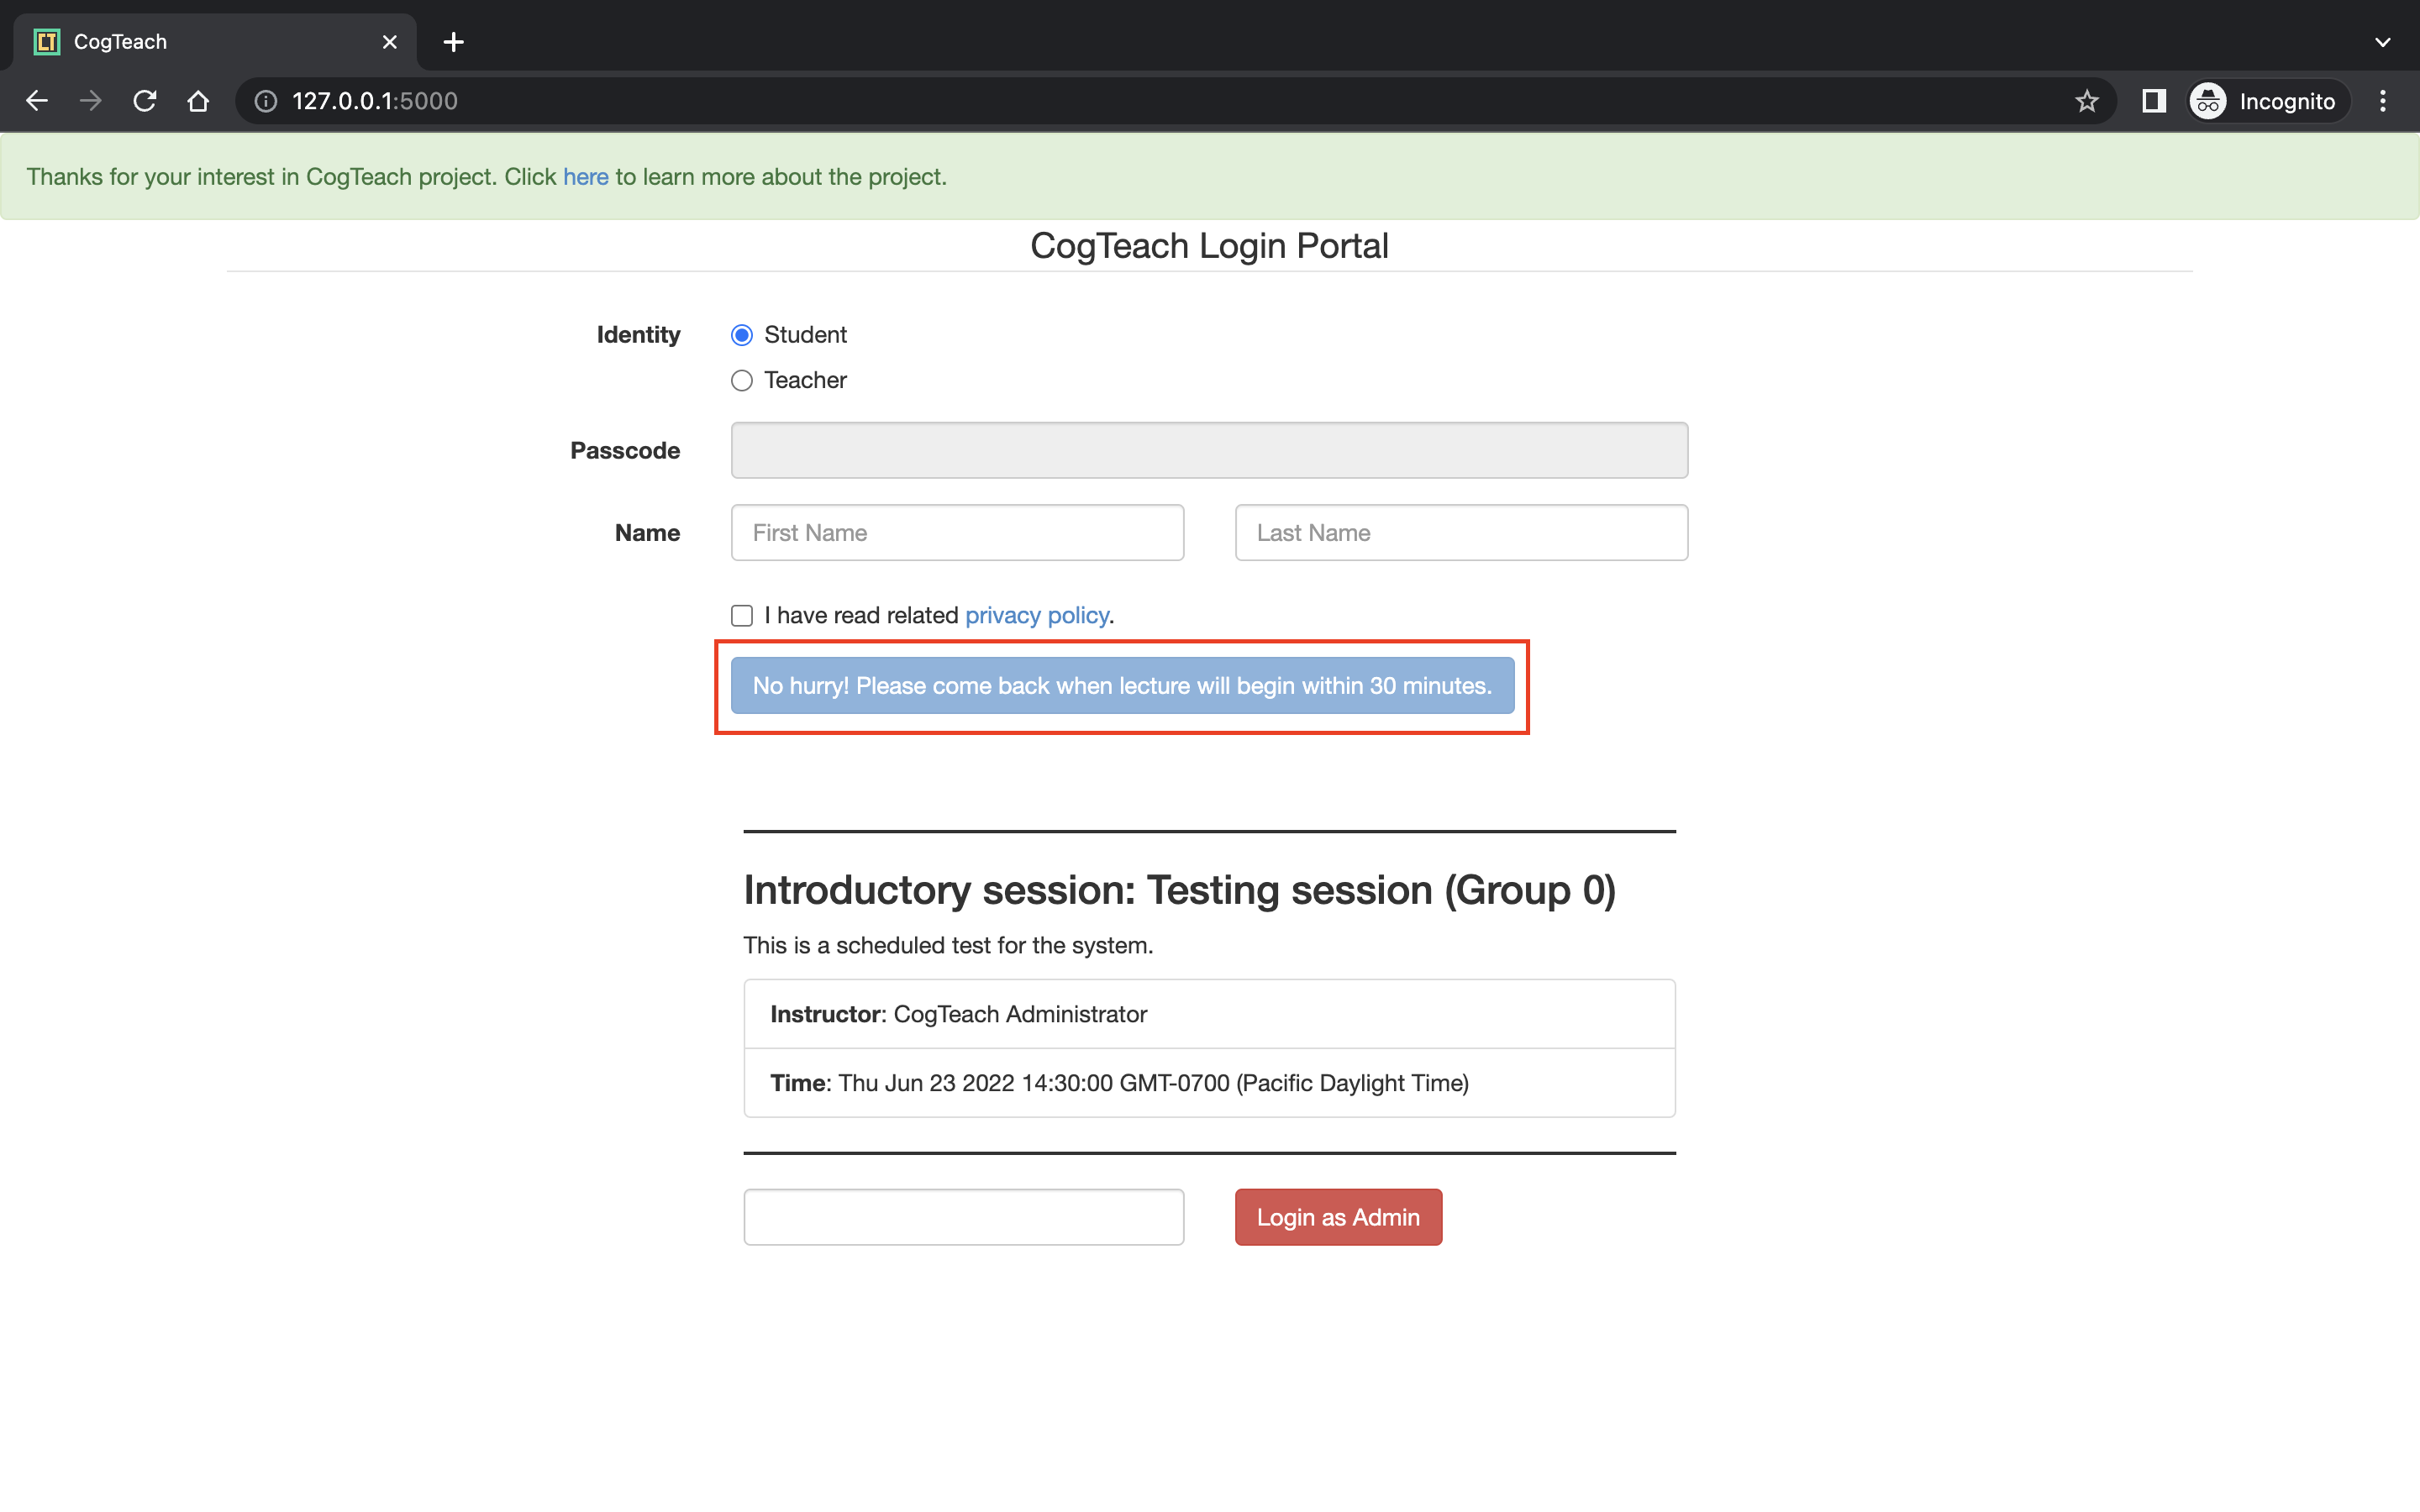 CogTeach
127.0.0.1:5000
Incognito
Thanks for your interest in CogTeach project. Click here to learn more about the project.
CogTeach Login Portal
Identity
Student
Teacher
Passcode
Name
First Name
Last Name
I have read related privacy policy.
No hurry! Please come back when lecture will begin within 30 minutes.
Introductory session: Testing session (Group 0)
This is a scheduled test for the system.
Instructor: CogTeach Administrator
Time: Thu Jun 23 2022 14:30:00 GMT-0700 (Pacific Daylight Time)
Login as Admin